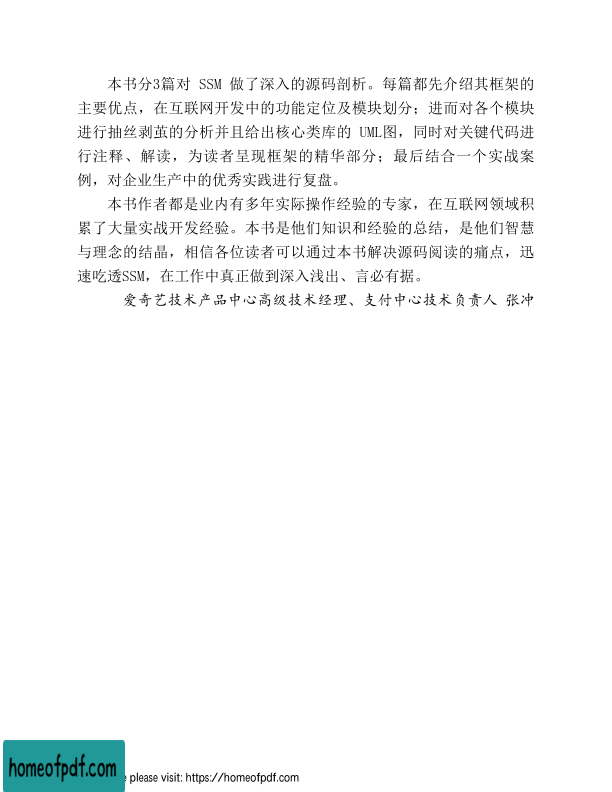 本书分3篇对 SSM 做了深入的源码剖析。每篇都先介绍其框架的
主要优点，在互联网开发中的功能定位及模块划分；进而对各个模块
进行抽丝剥茧的分析并且给出核心类库的 UML图，同时对关键代码进
行注释、解读，为读者呈现框架的精华部分；最后结合一个实战案
例，对企业生产中的优秀实践进行复盘。
本书作者都是业内有多年实际操作经验的专家，在互联网领域积
累了大量实战开发经验。本书是他们知识和经验的总结，是他们智慧
与理念的结晶，相信各位读者可以通过本书解决源码阅读的痛点，迅
速吃透SSM，在工作中真正做到深入浅出、言必有据。
爱奇艺技术产品中心高级技术经理、支付中心技术负责人 张冲
homeofpdf.com
please visit: https://homeofpdf.com